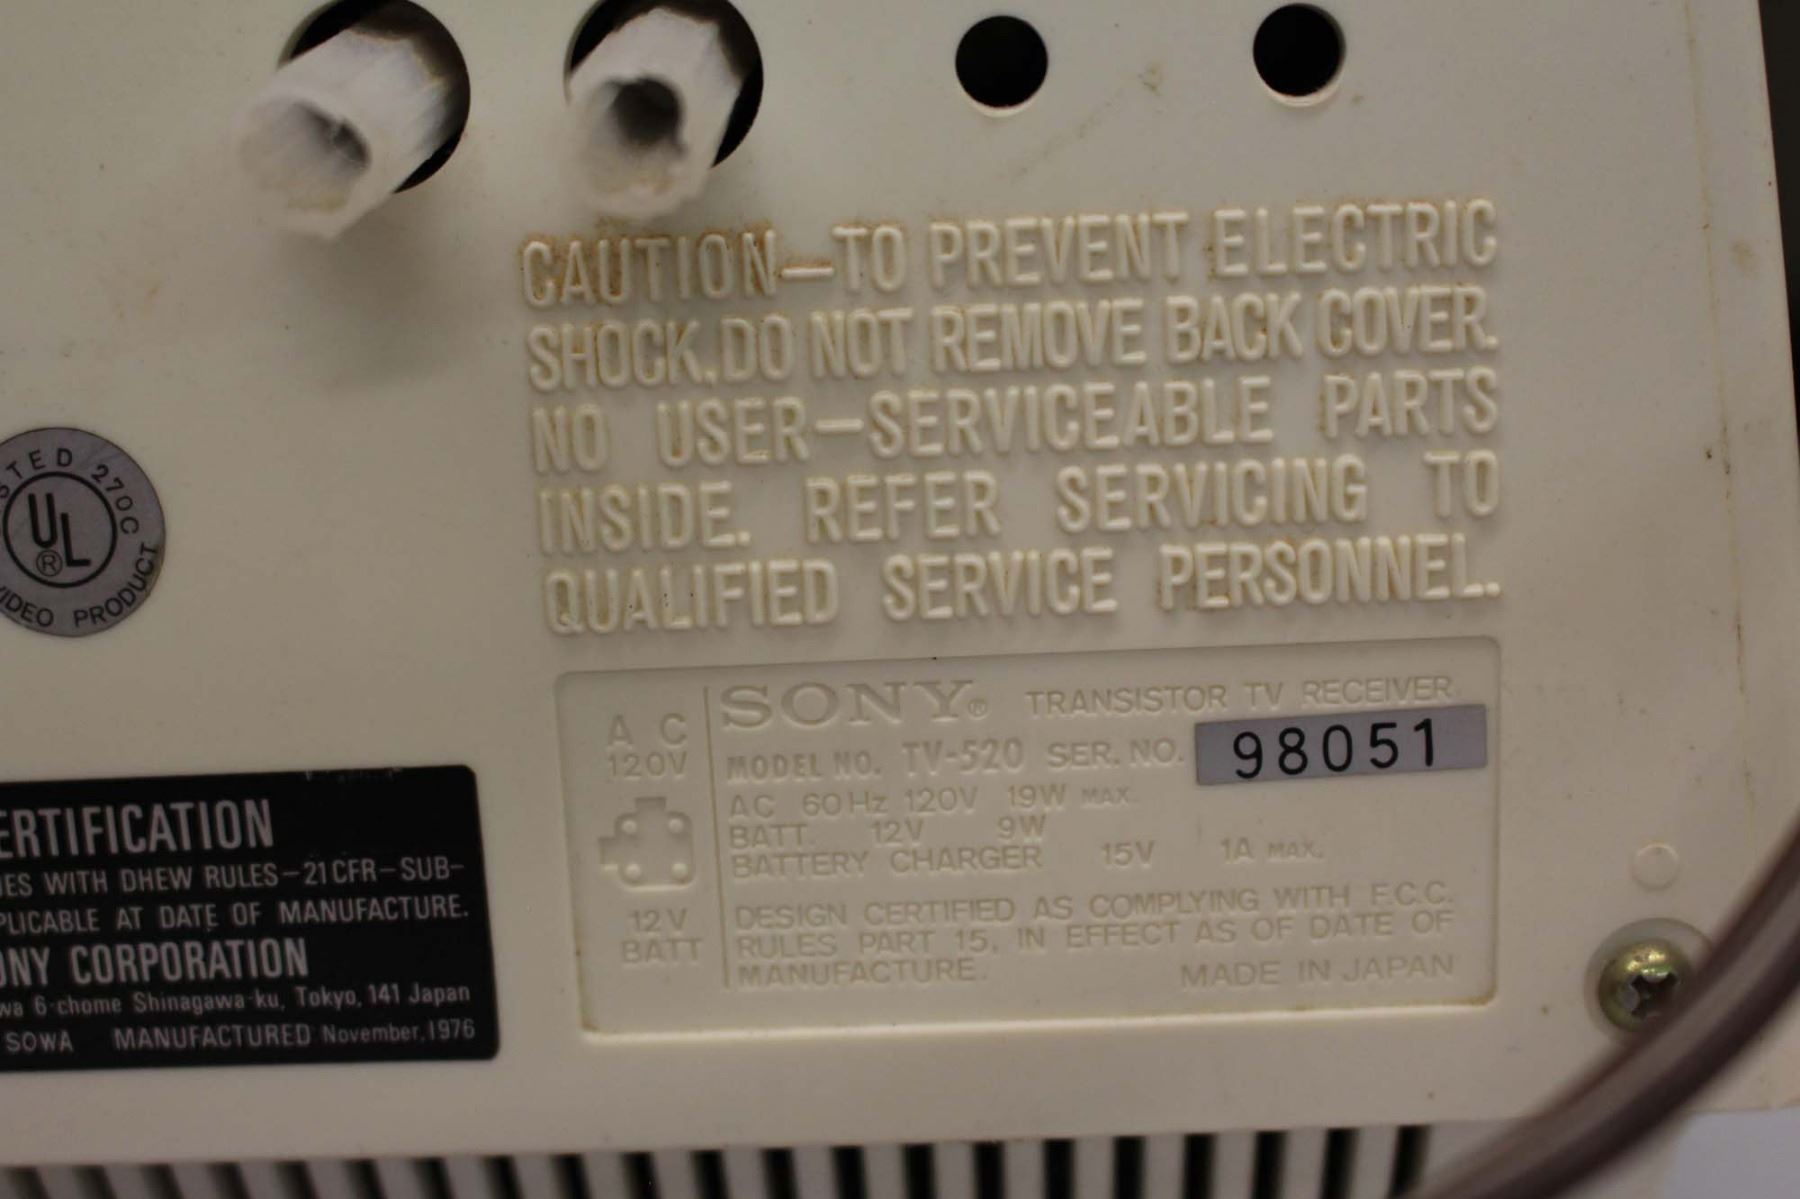 CAUTION—TO PREVENT ELECTRIC
SHOCK, DO NOT REMOVE BACK COVER.
NO USER—SERVICEABLE PARTS
INSIDE. REFER SERVICING TO
QUALIFIED SERVICE PERSONNEL.
STED 270C
UL®
VIDEO PRODUCT
A C
120V
12V
BATT
SONY® TRANSISTOR TV RECEIVER
MODEL NO. TV-520 SER. NO. 98051
AC 60Hz 120V 19W MAX.
BATT. 12V 9W
BATTERY CHARGER 15V 1A MAX.
DESIGN CERTIFIED AS COMPLYING WITH F.C.C.
RULES PART 15, IN EFFECT AS OF DATE OF
MANUFACTURE. MADE IN JAPAN
ERTIFICATION
IES WITH DHEW RULES—21CFR—SUB-
PLICABLE AT DATE OF MANUFACTURE.
ONY CORPORATION
wa 6-chome Shinagawa-ku, Tokyo, 141 Japan
SOWA MANUFACTURED November, 1976